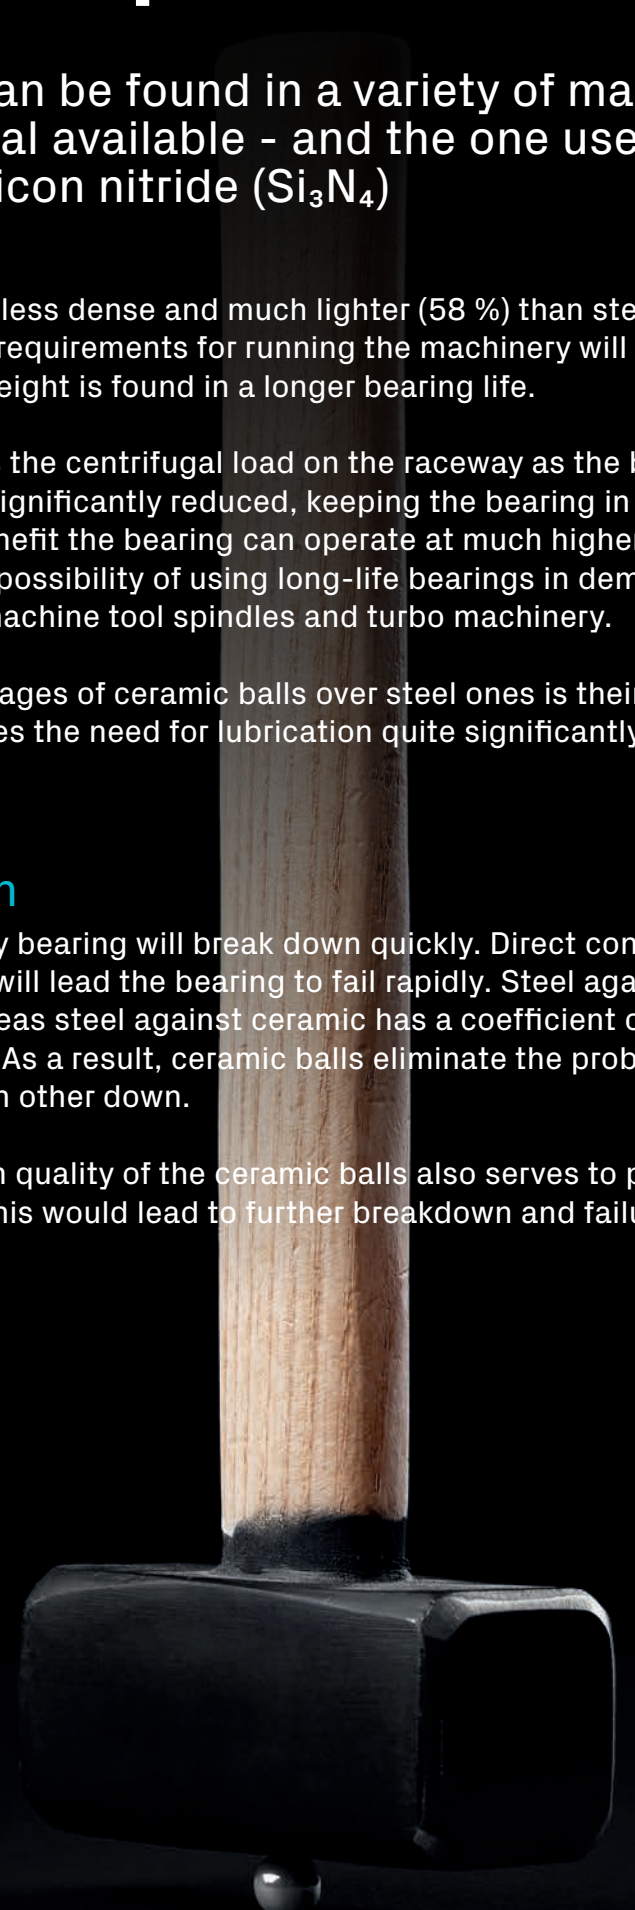 an be found in a variety of ma
al available - and the one use
icon nitride (Si₃N₄)
less dense and much lighter (58 %) than ste
requirements for running the machinery will
eight is found in a longer bearing life.
the centrifugal load on the raceway as the b
ignificantly reduced, keeping the bearing in
nefit the bearing can operate at much higher
possibility of using long-life bearings in dem
achine tool spindles and turbo machinery.
ages of ceramic balls over steel ones is their
es the need for lubrication quite significantly
n
y bearing will break down quickly. Direct con
will lead the bearing to fail rapidly. Steel aga
eas steel against ceramic has a coefficient o
As a result, ceramic balls eliminate the prob
h other down.
n quality of the ceramic balls also serves to p
his would lead to further breakdown and failu